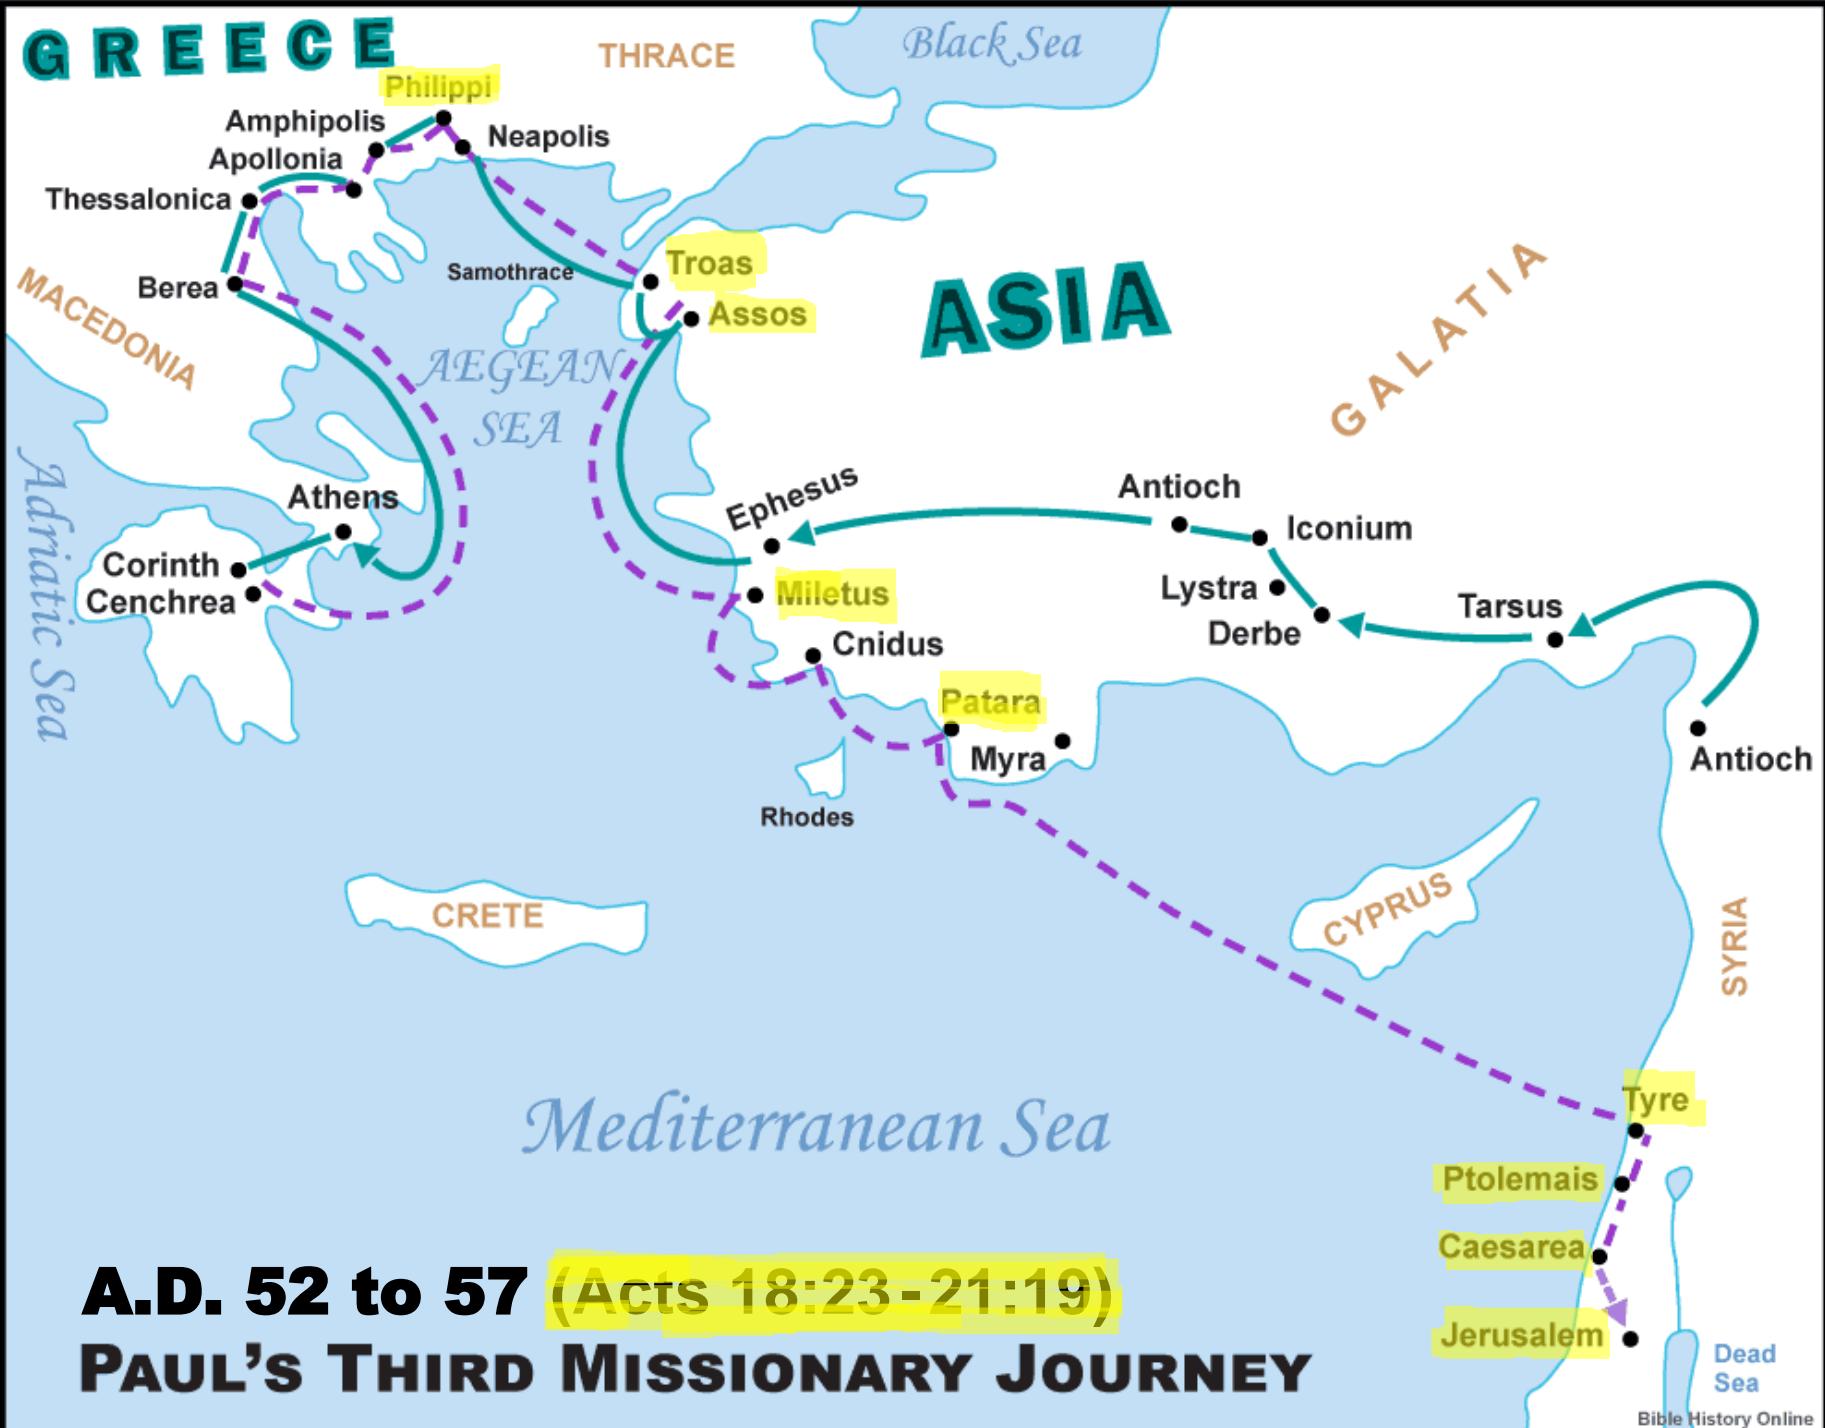 GREECE
THRACE
Black Sea
Philippi
Amphipolis
Neapolis
Apollonia
Thessalonica
Troas
Samothrace
Berea
Assos
ASIA
GALATIA
MACEDONIA
AEGEAN
SEA
Adriatic Sea
Athens
Ephesus
Antioch
Iconium
Corinth
Cenchrea
Miletus
Lystra
Derbe
Tarsus
Cnidus
Patara
Myra
Antioch
Rhodes
CRETE
CYPRUS
SYRIA
Mediterranean Sea
Tyre
Ptolemais
Caesarea
Jerusalem
A.D. 52 to 57 (Acts 18:23-21:19)
PAUL'S THIRD MISSIONARY JOURNEY
Dead
Sea
Bible History Online